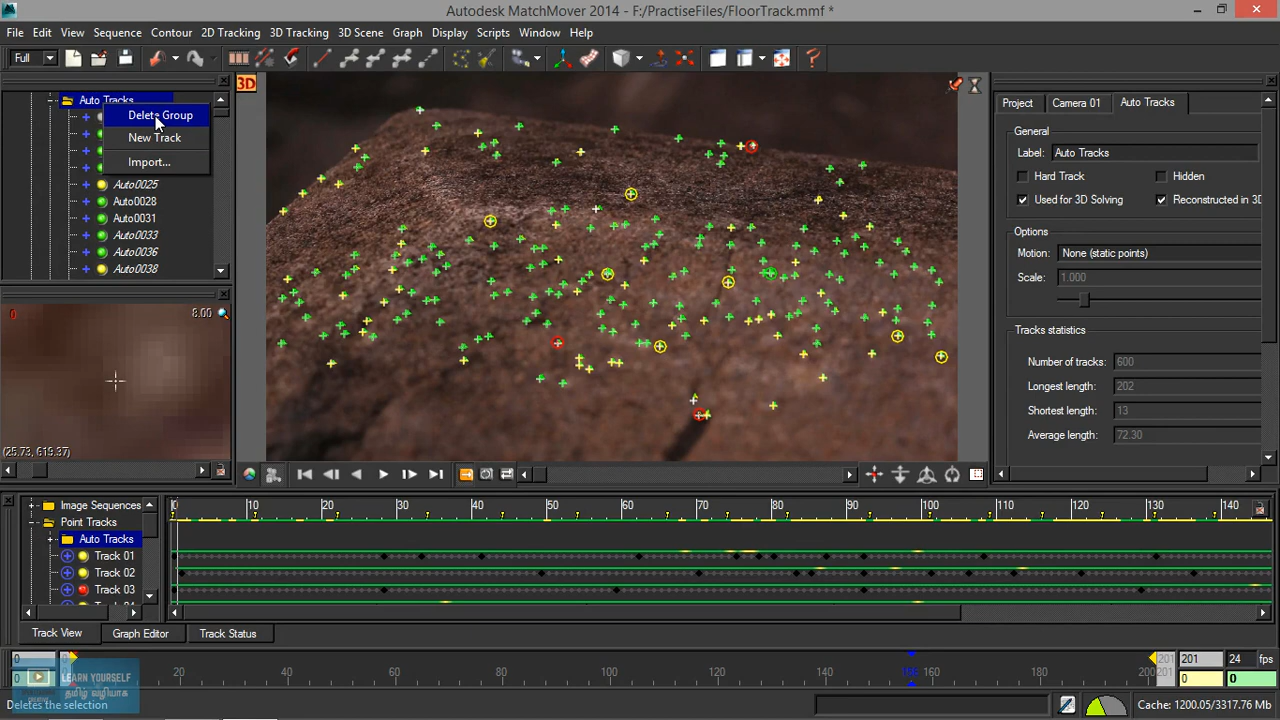 Autodesk MatchMover 2014 - F:/PractiseFiles/FloorTrack.mmf *
File Edit View Sequence Contour 2D Tracking 3D Tracking 3D Scene Graph Display Scripts Window Help
Full
Auto Tracks
Delete Group
New Track
Import...
Auto0025
Auto0028
Auto0031
Auto0033
Auto0036
Auto0038
0 8.00
(25.73, 619.37)
3D
Project Camera 01 Auto Tracks
General
Label: Auto Tracks
Hard Track Hidden
Used for 3D Solving Reconstructed in 3D
Options
Motion: None (static points)
Scale: 1.000
Tracks statistics
Number of tracks: 600
Longest length: 202
Shortest length: 13
Average length: 72.30
Image Sequences
Point Tracks
Auto Tracks
Track 01
Track 02
Track 03
0 10 20 30 40 50 60 70 80 90 100 110 120 130 140
Track View Graph Editor Track Status
0 20 40 60 80 100 120 140 156 160 180 200 201 201 24 fps
0 201 0 0
LEARN YOURSELF
தமிழ் வழியாக
Deletes the selection
Cache: 1200.05/3317.76 Mb